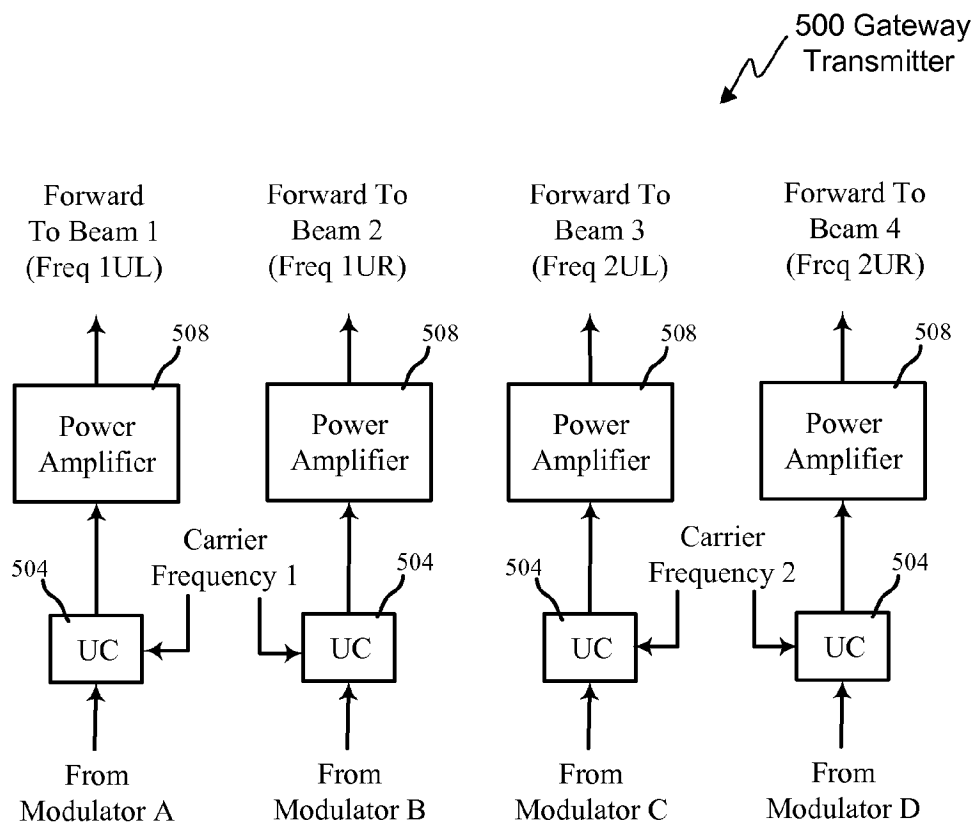 500 Gateway
Transmitter
Forward
To Beam 1
(Freq 1UL)
Forward To
Beam 2
(Freq 1UR)
Forward To
Beam 3
(Freq 2UL)
Forward To
Beam 4
(Freq 2UR)
508
508
508
508
Power
Amplifier
Power
Amplifier
Power
Amplifier
Power
Amplifier
Carrier
Frequency 1
Carrier
Frequency 2
504
504
504
504
UC
UC
UC
UC
From
Modulator A
From
Modulator B
From
Modulator C
From
Modulator D